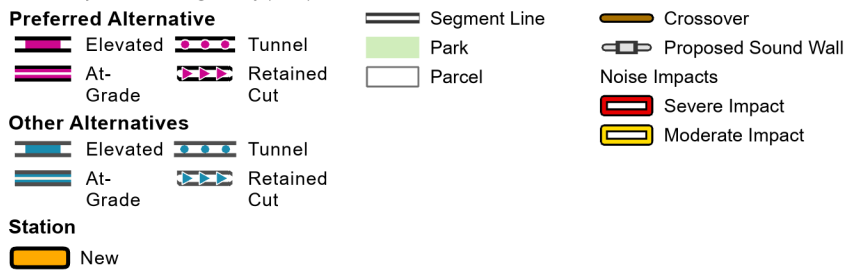 Preferred Alternative
Elevated
Tunnel
At-
Grade
Retained
Cut
Other Alternatives
Elevated
Tunnel
At-
Grade
Retained
Cut
Station
New
Segment Line
Park
Parcel
Crossover
Proposed Sound Wall
Noise Impacts
Severe Impact
Moderate Impact